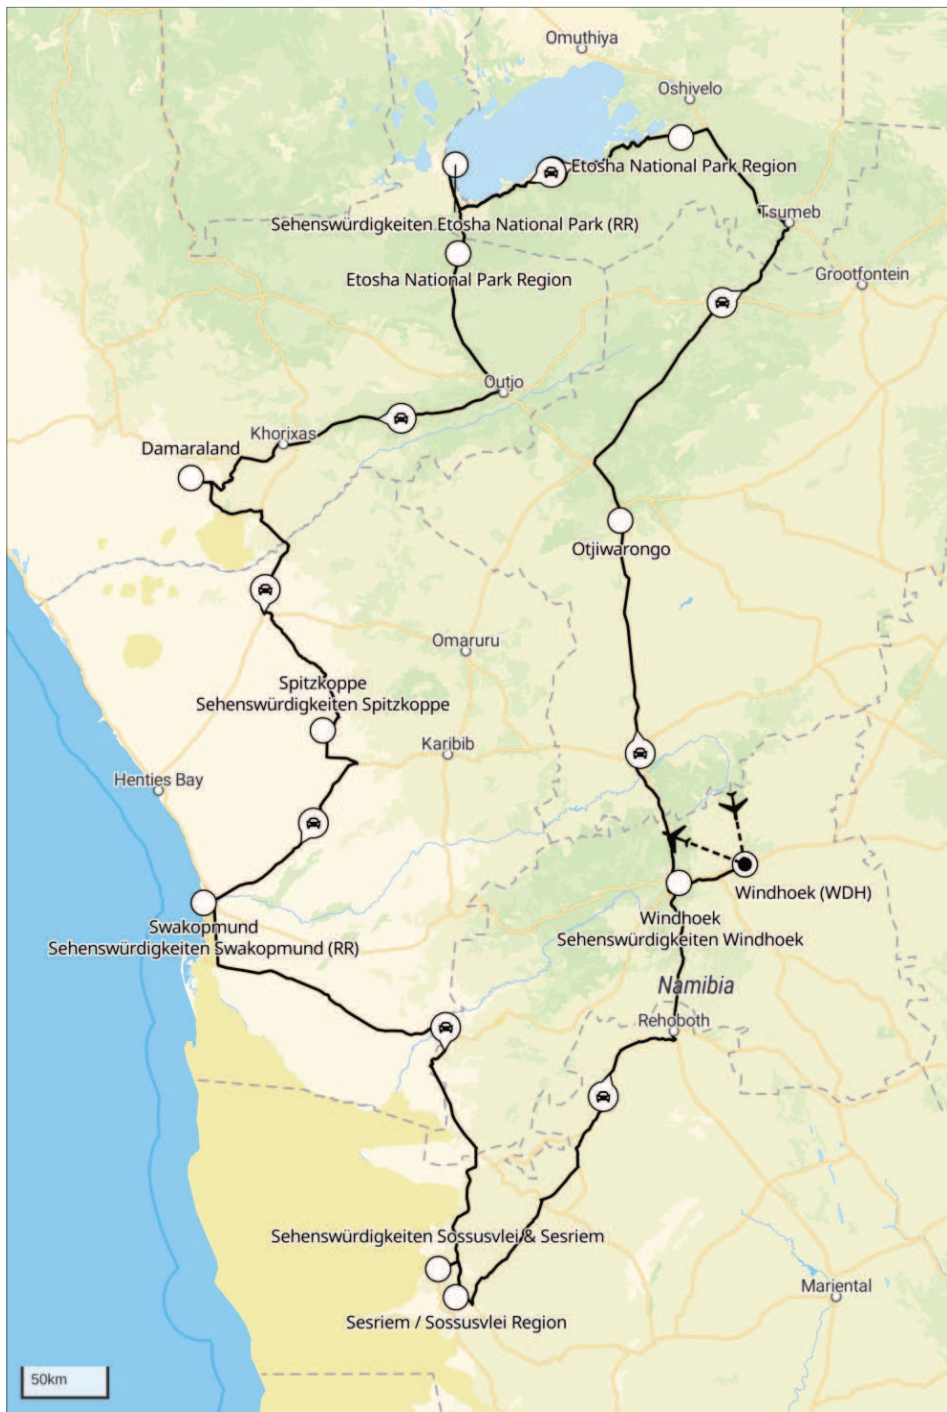 Omuthiya
Oshivelo
Etosha National Park Region
Tsumeb
Sehenswürdigkeiten Etosha National Park (RR)
Grootfontein
Etosha National Park Region
Outjo
Khorixas
Damaraland
Otjiwarongo
Omaruru
Spitzkoppe
Sehenswürdigkeiten Spitzkoppe
Karibib
Henties Bay
Windhoek (WDH)
Windhoek
Sehenswürdigkeiten Windhoek
Swakopmund
Sehenswürdigkeiten Swakopmund (RR)
Namibia
Rehoboth
Sehenswürdigkeiten Sossusvlei & Sesriem
Mariental
Sesriem / Sossusvlei Region
50km